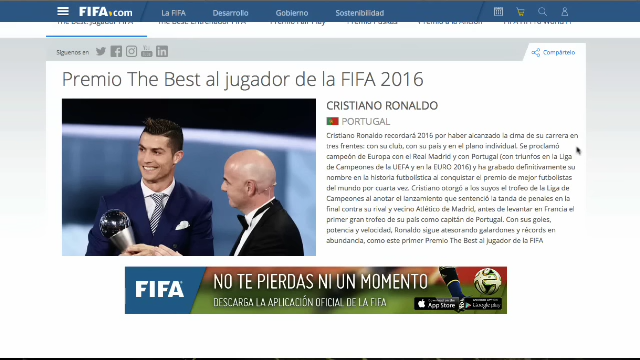 FIFA.com La FIFA Desarrollo Gobierno Sostenibilidad
Síguenos en
Compártelo
Premio The Best al jugador de la FIFA 2016
CRISTIANO RONALDO
PORTUGAL
Cristiano Ronaldo recordará 2016 por haber alcanzado la cima de su carrera en
tres frentes: con su club, con su país y en el plano individual. Se proclamó
campeón de Europa con el Real Madrid y con Portugal (con triunfos en la Liga
de Campeones de la UEFA y en la EURO 2016) y ha grabado definitivamente su
nombre en la historia futbolística al conquistar el premio de mejor futbolistas
del mundo por cuarta vez. Cristiano otorgó a los suyos el trofeo de la Liga de
Campeones al anotar el lanzamiento que sentenció la tanda de penales en la
final contra su rival y vecino Atlético de Madrid, antes de levantar en Francia el
primer gran trofeo de su país como capitán de Portugal. Con sus goles,
potencia y velocidad, Ronaldo sigue atesorando galardones y récords en
abundancia, como este primer Premio The Best al jugador de la FIFA
FIFA
NO TE PIERDAS NI UN MOMENTO
DESCARGA LA APLICACIÓN OFICIAL DE LA FIFA
App Store
Google play